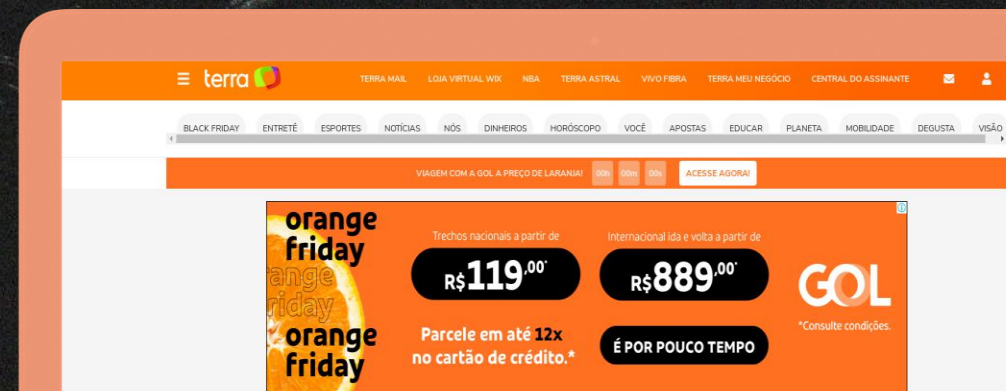 terra
TERRA MAIL LOJA VIRTUAL WIX NBA TERRA ASTRAL VIVO FIBRA TERRA MEU NEGÓCIO CENTRAL DO ASSINANTE
BLACK FRIDAY ENTRETÊ ESPORTES NOTÍCIAS NÓS DINHEIROS HORÓSCOPO VOCÊ APOSTAS EDUCAR PLANETA MOBILIDADE DEGUSTA VISÃO
VIAGEM COM A GOL A PREÇO DE LARANJA! 00h 00m 00s ACESSE AGORA!
orange
friday
orange
friday
orange
friday
Trechos nacionais a partir de
R$119,00*
Internacional ida e volta a partir de
R$889,00*
Parcele em até 12x
no cartão de crédito.*
É POR POUCO TEMPO
GOL
*Consulte condições.